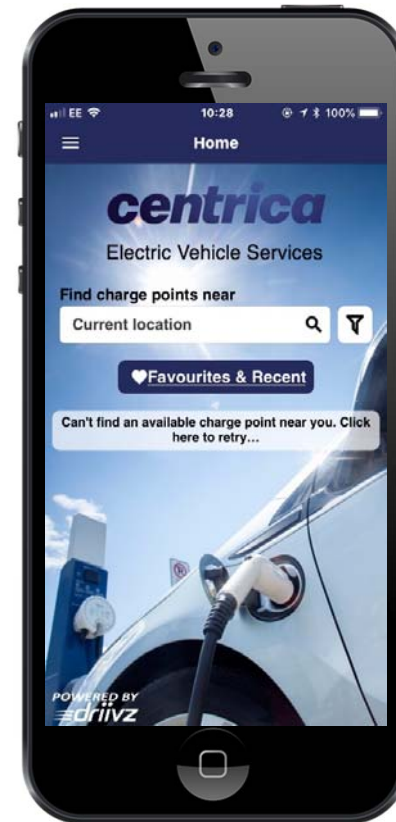 EE 10:28 100%
Home
centrica
Electric Vehicle Services
Find charge points near
Current location
Favourites & Recent
Can't find an available charge point near you. Click
here to retry...
POWERED BY
driivz